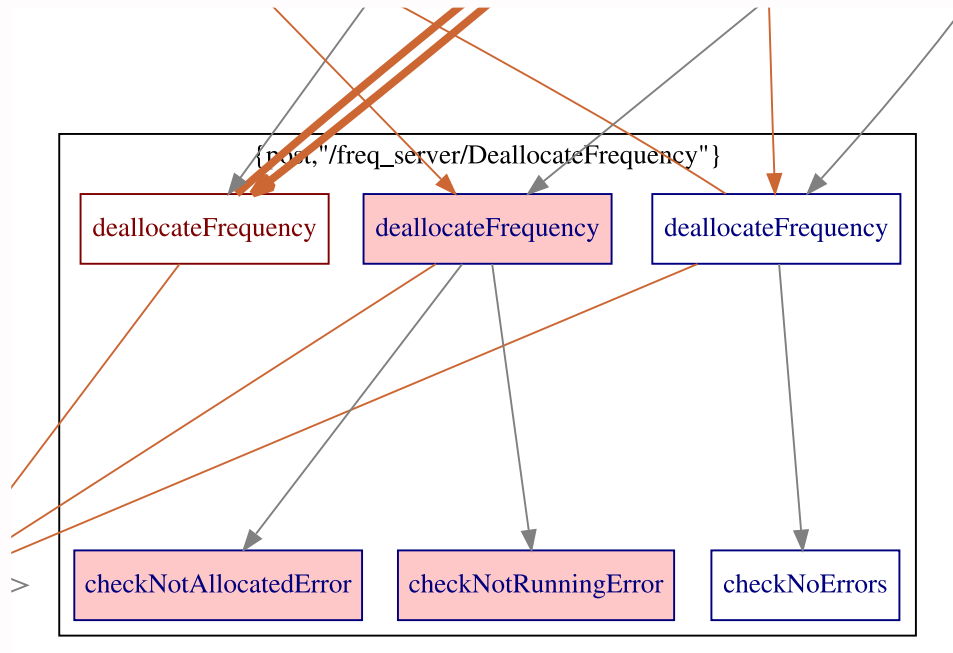 {post,"/freq_server/DeallocateFrequency"}
deallocateFrequency
deallocateFrequency
deallocateFrequency
checkNotAllocatedError
checkNotRunningError
checkNoErrors
>